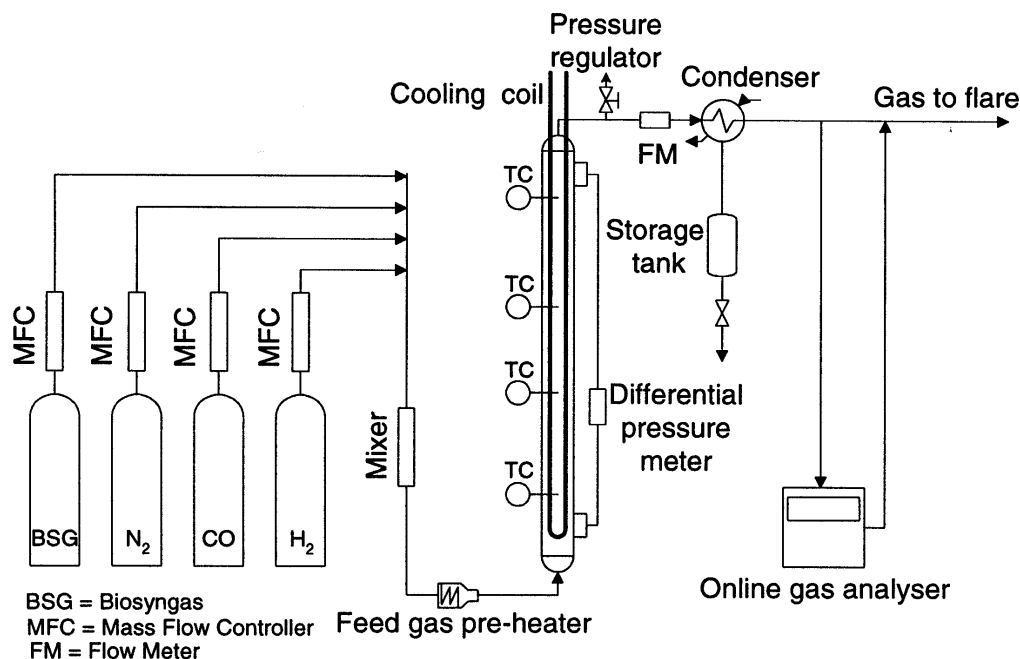 Pressure
regulator
Condenser
Cooling coil
Gas to flare
FM
TC
Storage
tank
TC
MFC
MFC
MFC
MFC
TC
Differential
pressure
meter
Mixer
TC
BSG
N₂
CO
H₂
Online gas analyser
BSG = Biosyngas
MFC = Mass Flow Controller
FM = Flow Meter
Feed gas pre-heater